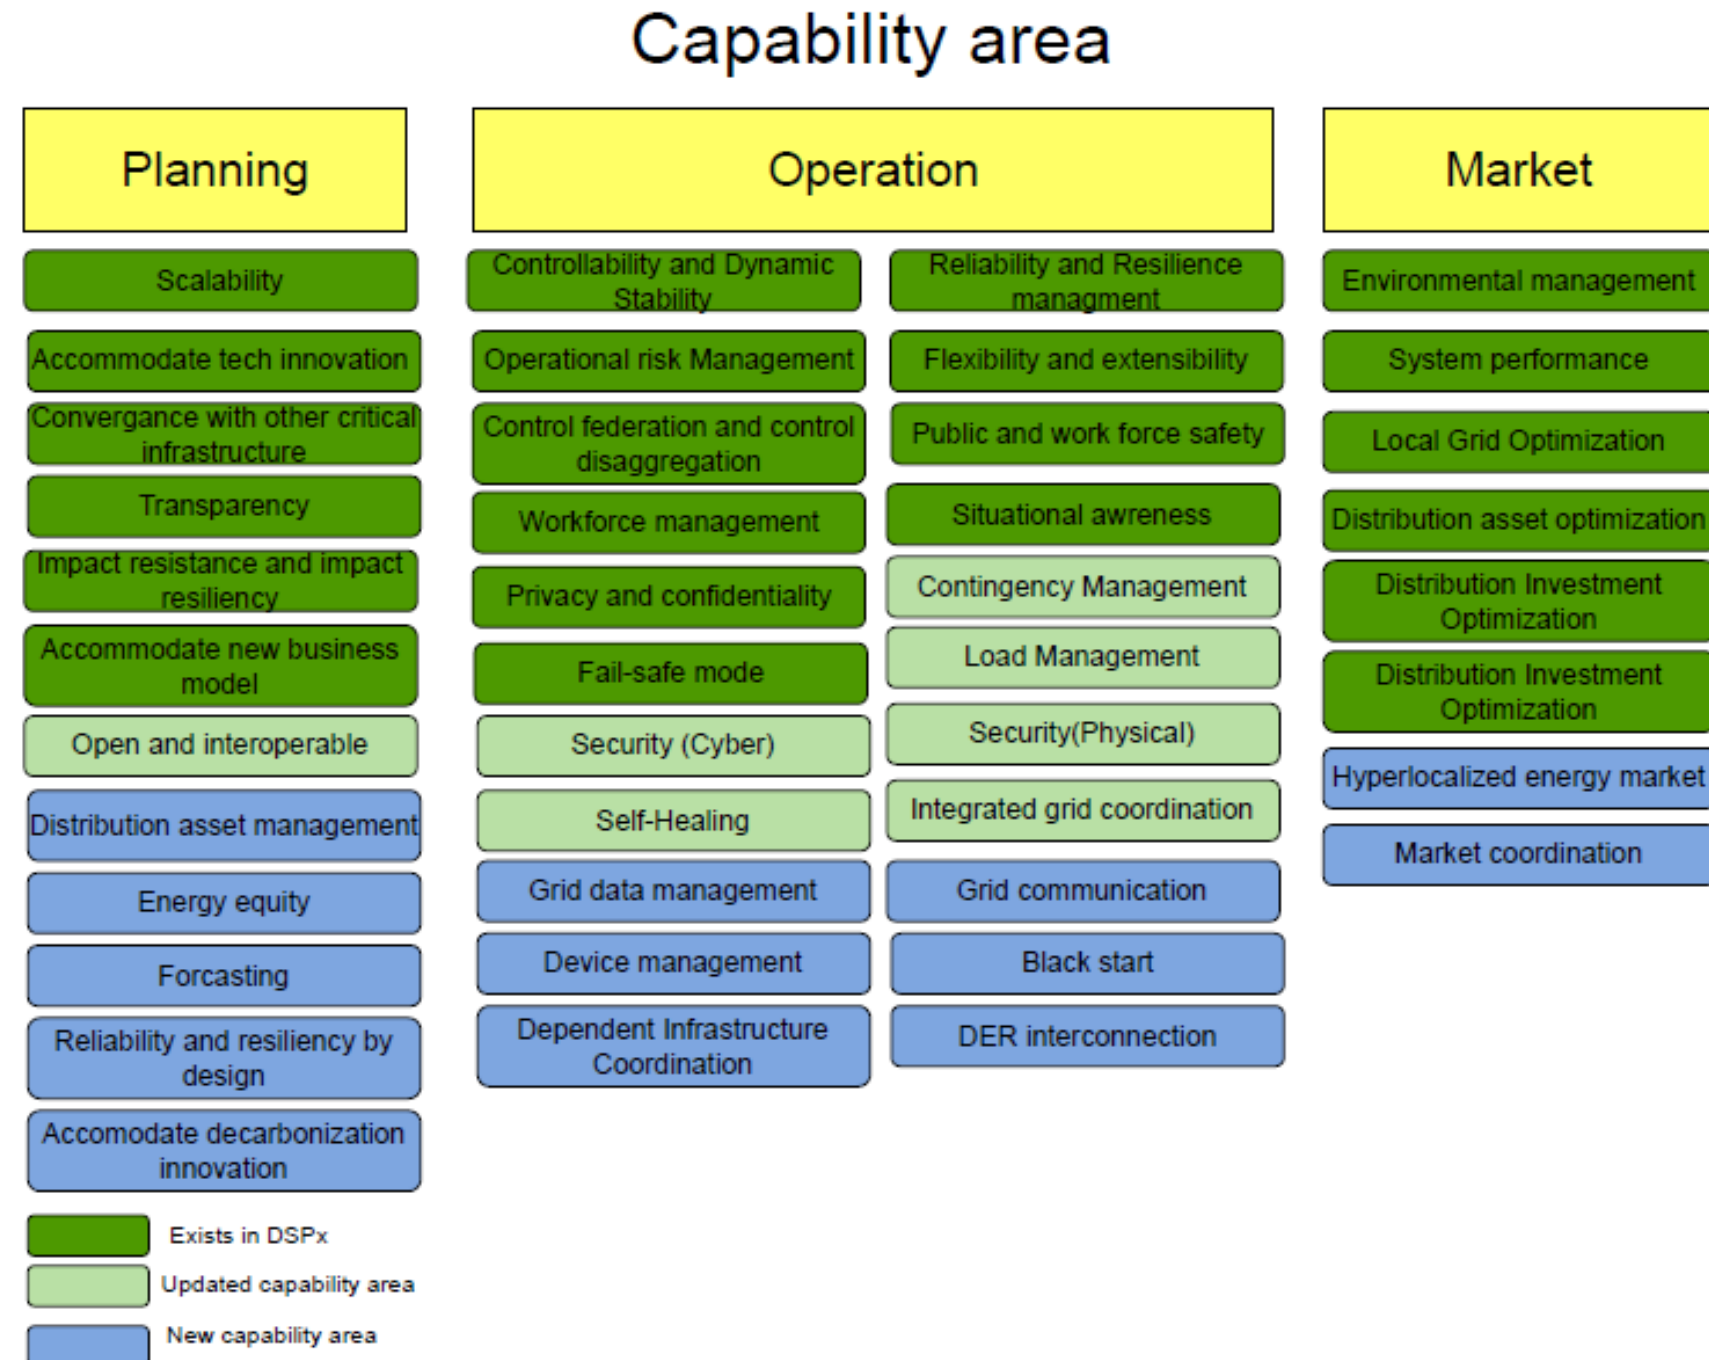 Capability area
Planning
Operation
Market
Scalability
Accommodate tech innovation
Convergance with other critical
infrastructure
Transparency
Impact resistance and impact
resiliency
Accommodate new business
model
Open and interoperable
Distribution asset management
Energy equity
Forcasting
Reliability and resiliency by
design
Accomodate decarbonization
innovation
Controllability and Dynamic
Stability
Operational risk Management
Control federation and control
disaggregation
Workforce management
Privacy and confidentiality
Fail-safe mode
Security (Cyber)
Self-Healing
Grid data management
Device management
Dependent Infrastructure
Coordination
Reliability and Resilience
managment
Flexibility and extensibility
Public and work force safety
Situational awreness
Contingency Management
Load Management
Security(Physical)
Integrated grid coordination
Grid communication
Black start
DER interconnection
Environmental management
System performance
Local Grid Optimization
Distribution asset optimization
Distribution Investment
Optimization
Distribution Investment
Optimization
Hyperlocalized energy market
Market coordination
Exists in DSPx
Updated capability area
New capability area